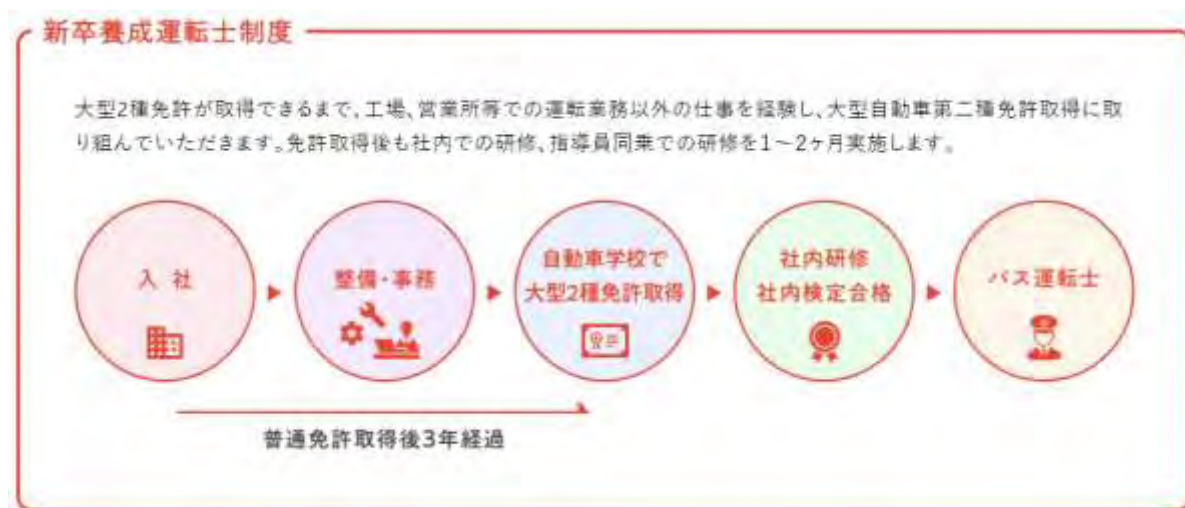 新卒養成運転士制度
大型2種免許が取得できるまで、工場、営業所等での運転業務以外の仕事を経験し、大型自動車第二種免許取得に取
り組んでいただきます。免許取得後も社内での研修、指導員同乗での研修を1〜2ヶ月実施します。
入社
整備・事務
自動車学校で
大型2種免許取得
社内研修
社内検定合格
バス運転士
普通免許取得後3年経過